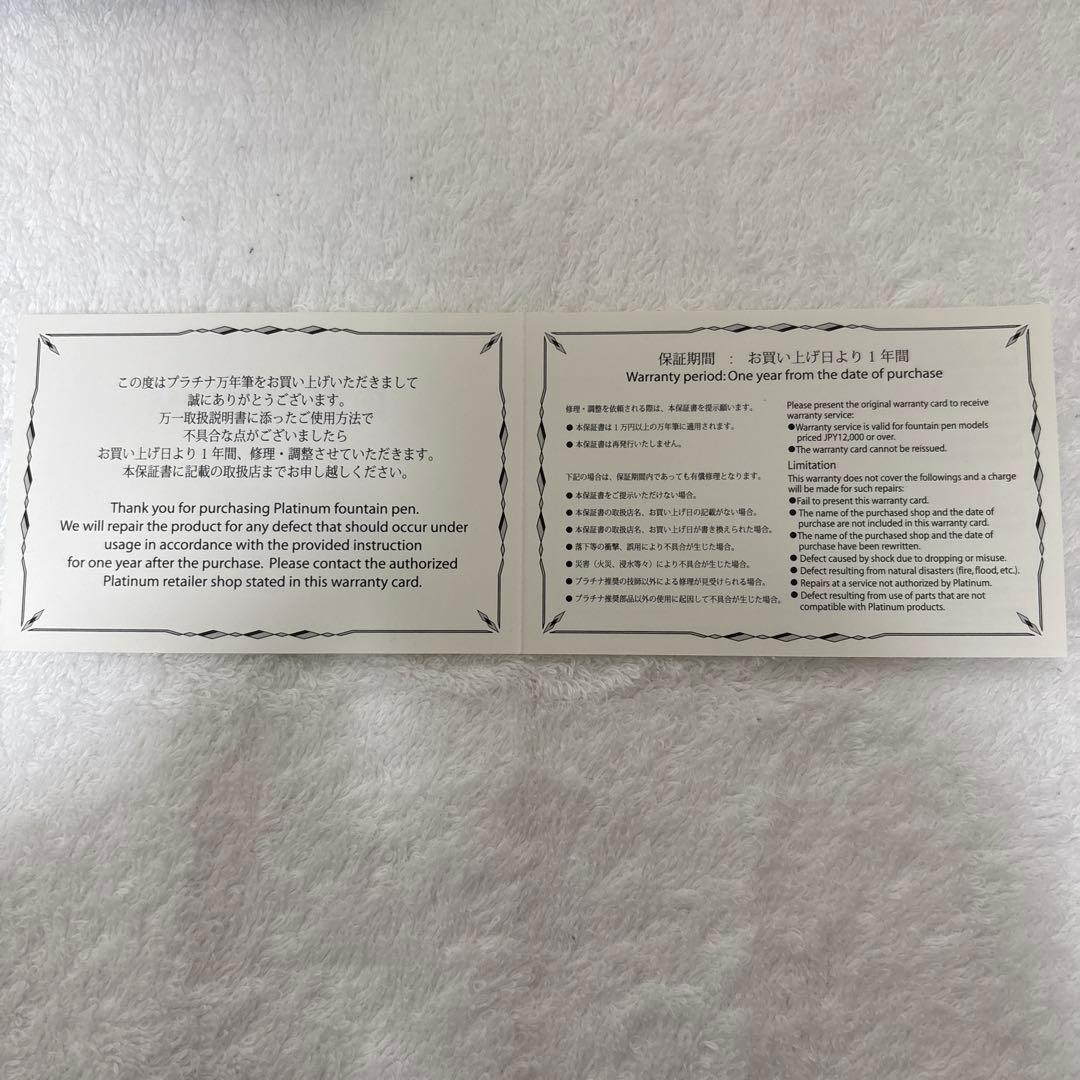 この度はプラチナ万年筆をお買い上げいただきまして
誠にありがとうございます。
万一取扱説明書に添ったご使用方法で
不具合な点がございましたら
お買い上げ日より1年間、修理・調整させていただきます。
本保証書に記載の取扱店までお申し越しください。
Thank you for purchasing Platinum fountain pen.
We will repair the product for any defect that should occur under
usage in accordance with the provided instruction
for one year after the purchase. Please contact the authorized
Platinum retailer shop stated in this warranty card.
保証期間 : お買い上げ日より1年間
Warranty period: One year from the date of purchase
修理・調整を依頼される際は、本保証書を提示願います。
● 本保証書は1万円以上の万年筆に適用されます。
● 本保証書は再発行いたしません。
下記の場合は、保証期間内であっても有償修理となります。
● 本保証書をご提示いただけない場合。
● 本保証書の取扱店名、お買い上げ日の記載がない場合。
● 本保証書の取扱店名、お買い上げ日が書き換えられた場合。
● 落下等の衝撃、誤用により不具合が生じた場合。
● 災害（火災、浸水等々）により不具合が生じた場合。
● プラチナ推奨の技師以外による修理が見受けられる場合。
● プラチナ推奨部品以外の使用に起因して不具合が生じた場合。
Please present the original warranty card to receive
warranty service:
●Warranty service is valid for fountain pen models
priced JPY12,000 or over.
●The warranty card cannot be reissued.
Limitation
This warranty does not cover the followings and a charge
will be made for such repairs:
●Fail to present this warranty card.
● The name of the purchased shop and the date of
purchase are not included in this warranty card.
●The name of the purchased shop and the date of
purchase have been rewritten.
● Defect caused by shock due to dropping or misuse.
● Defect resulting from natural disasters (fire, flood, etc.).
● Repairs at a service not authorized by Platinum.
● Defect resulting from use of parts that are not
compatible with Platinum products.